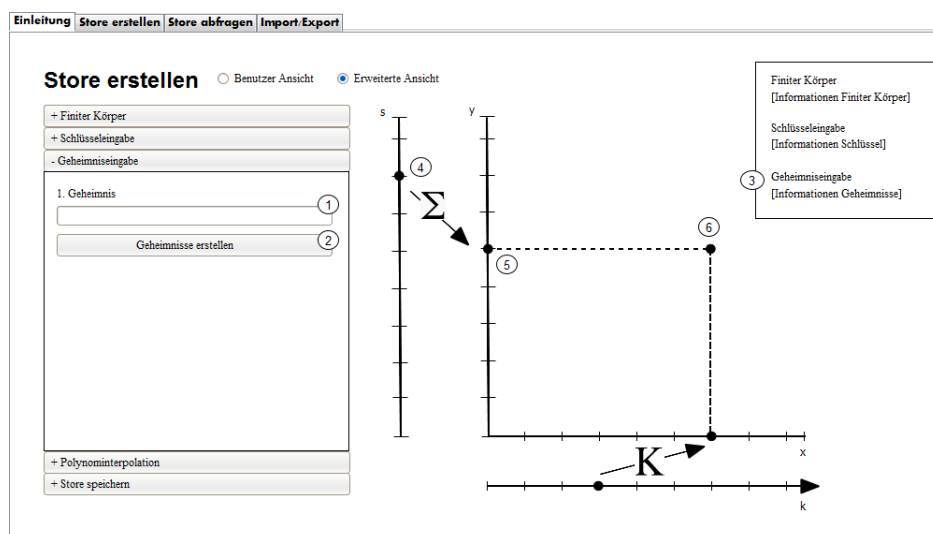 Einleitung Store erstellen Store abfragen Import/Export
Store erstellen Benutzer Ansicht Erweiterte Ansicht
+ Finiter Körper
+ Schlüsseleingabe
- Geheimniseingabe
1. Geheimnis
1
Geheimnisse erstellen 2
+ Polynominterpolation
+ Store speichern
s
4
Σ
y
5
6
x
K
k
Finiter Körper
[Informationen Finiter Körper]
Schlüsseleingabe
[Informationen Schlüssel]
3 Geheimniseingabe
[Informationen Geheimnisse]